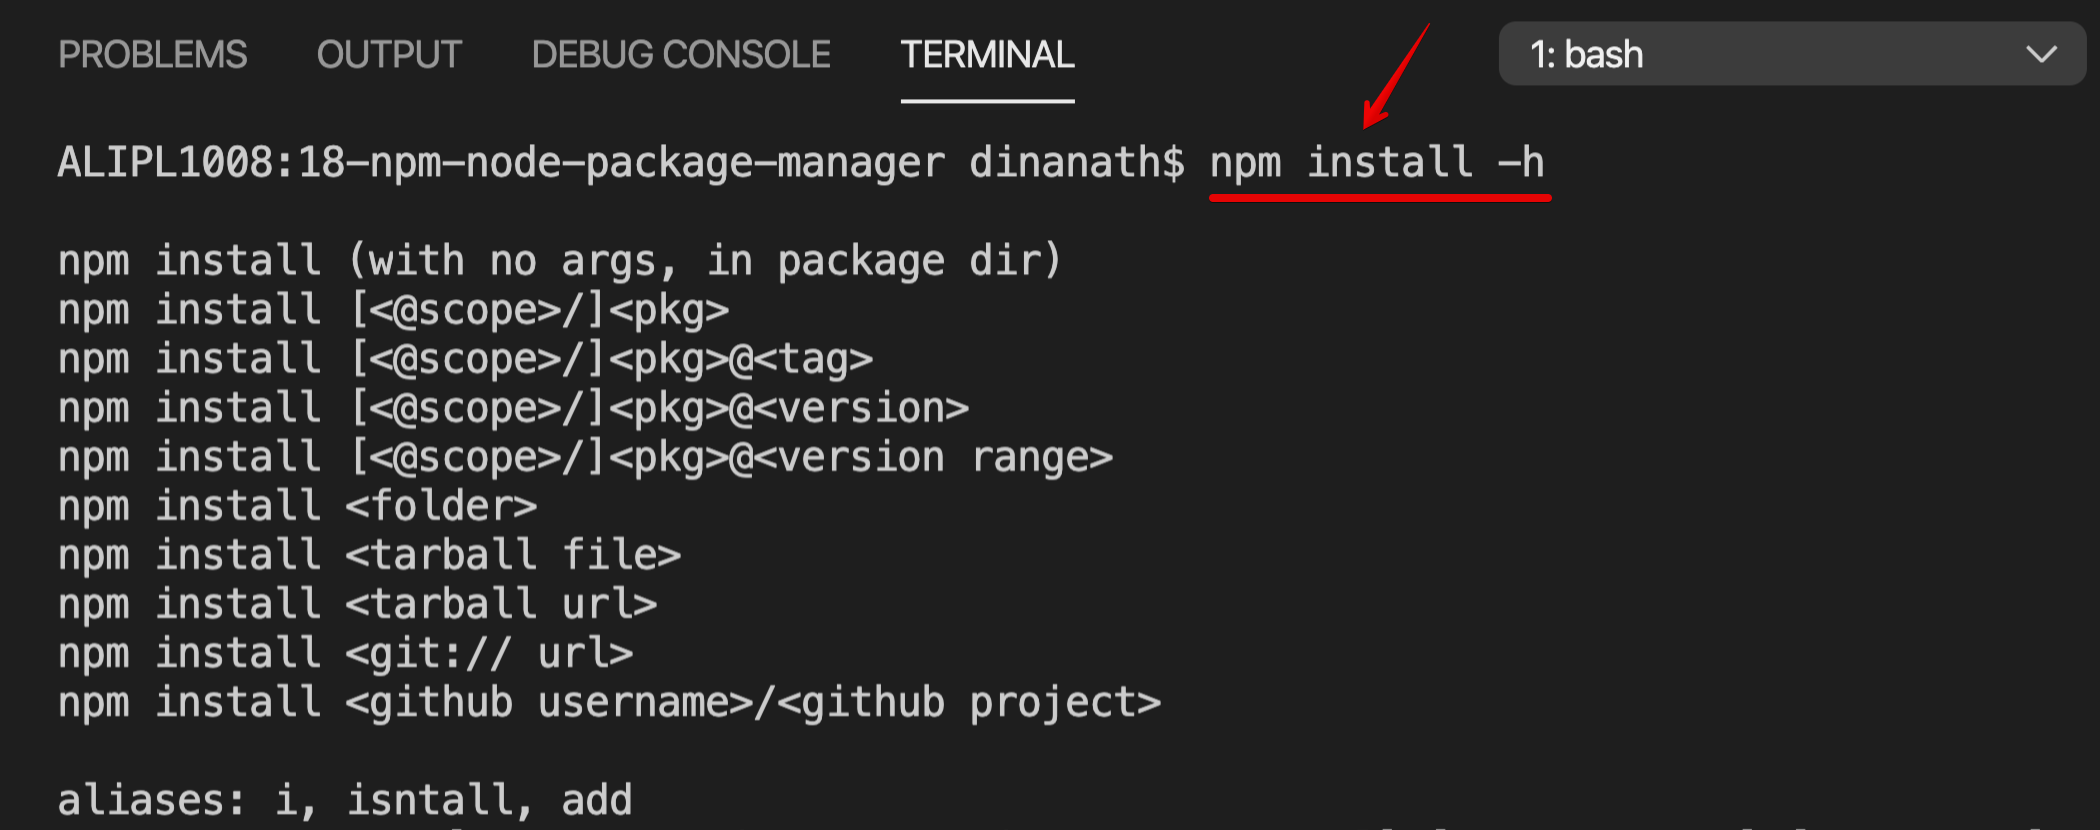 PROBLEMS OUTPUT DEBUG CONSOLE TERMINAL 1: bash
ALIPL1008:18-npm-node-package-manager dinanath$ npm install -h
npm install (with no args, in package dir)
npm install [<@scope>/]<pkg>
npm install [<@scope>/]<pkg>@<tag>
npm install [<@scope>/]<pkg>@<version>
npm install [<@scope>/]<pkg>@<version range>
npm install <folder>
npm install <tarball file>
npm install <tarball url>
npm install <git:// url>
npm install <github username>/<github project>
aliases: i, isntall, add